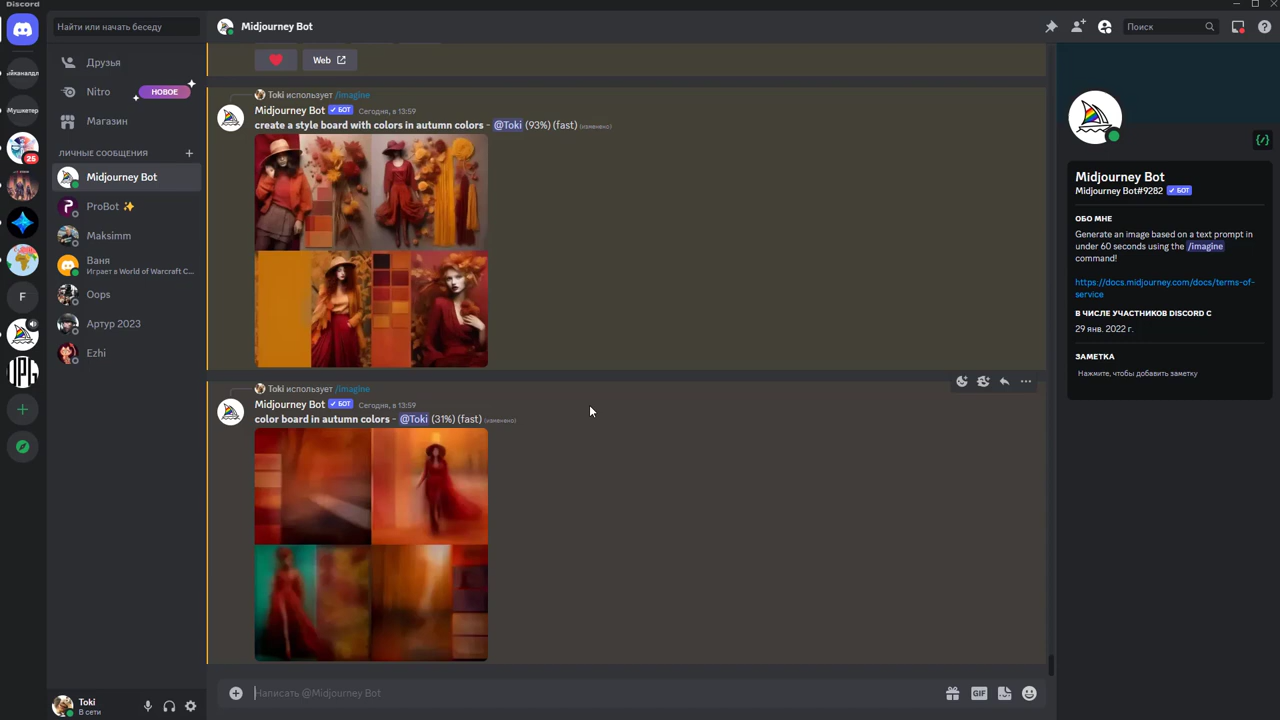 Discord
Найти или начать беседу
Midjourney Bot
Поиск
Друзья
Nitro
НОВОЕ
Магазин
ЛИЧНЫЕ СООБЩЕНИЯ
Midjourney Bot
ProBot ✨
Maksimm
Ваня
Играет в World of Warcraft C...
Oops
Артур 2023
Ezhi
Мушкетер
25
F
Toki
В сети
Web
Toki использует /imagine
Midjourney Bot ✔ БОТ Сегодня, в 13:59
create a style board with colors in autumn colors - @Toki (93%) (fast) (изменено)
Toki использует /imagine
Midjourney Bot ✔ БОТ Сегодня, в 13:59
color board in autumn colors - @Toki (31%) (fast) (изменено)
Написать @Midjourney Bot
GIF
Midjourney Bot
Midjourney Bot#9282 ✔ БОТ
ОБО МНЕ
Generate an image based on a text prompt in
under 60 seconds using the /imagine
command!
https://docs.midjourney.com/docs/terms-of-
service
В ЧИСЛЕ УЧАСТНИКОВ DISCORD С
29 янв. 2022 г.
ЗАМЕТКА
Нажмите, чтобы добавить заметку